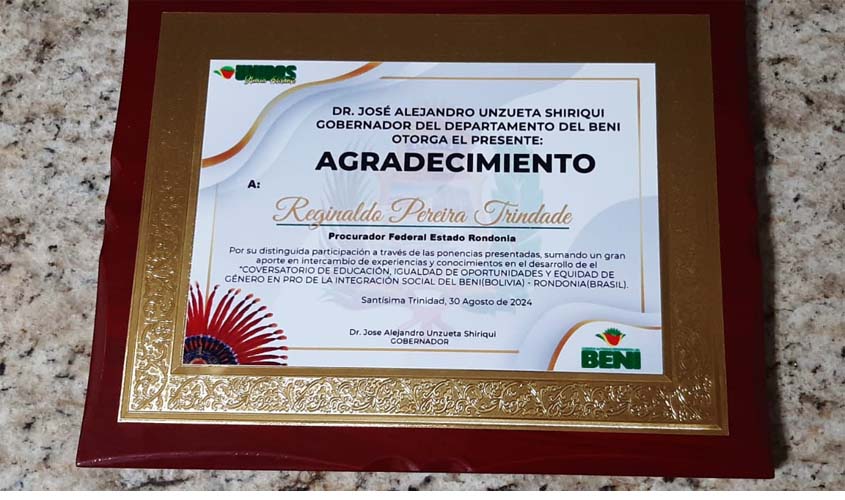 UNIDOS
DR. JOSÉ ALEJANDRO UNZUETA SHIRIQUI
GOBERNADOR DEL DEPARTAMENTO DEL BENI
OTORGA EL PRESENTE:
AGRADECIMIENTO
A:
Reginaldo Pereira Trindade
Procurador Federal Estado Rondonia
Por su distinguida participación a través de las ponencias presentadas, sumando un gran
aporte en intercambio de experiencias y conocimientos en el desarrollo de el
"COVERSATORIO DE EDUCACIÓN, IGUALDAD DE OPORTUNIDADES Y EQUIDAD DE
GÉNERO EN PRO DE LA INTEGRACIÓN SOCIAL DEL BENI(BOLIVIA) - RONDONIA(BRASIL).
Santísima Trinidad, 30 Agosto de 2024
Dr. Jose Alejandro Unzueta Shiriqui
GOBERNADOR
BENI